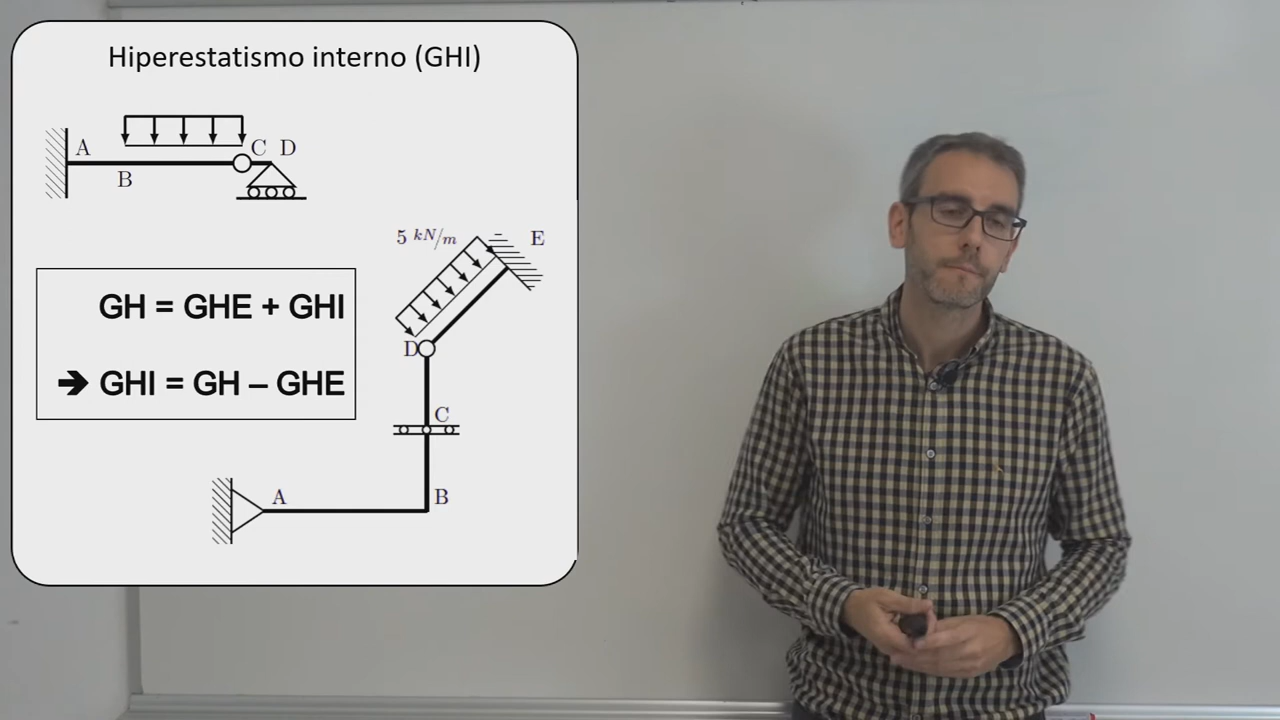 Hiperestatismo interno (GHI)
A
C D
B
5 kN/m
E
GH = GHE + GHI
➔ GHI = GH – GHE
D
C
A
B